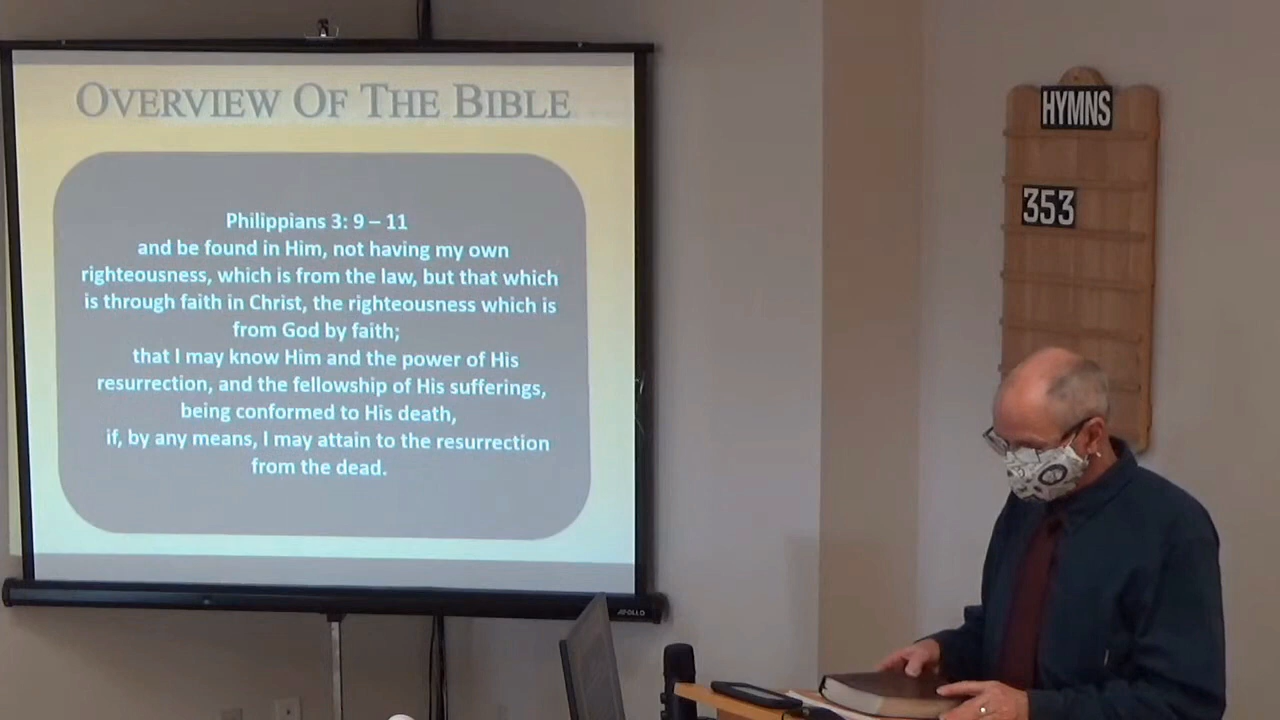 OVERVIEW OF THE BIBLE
Philippians 3: 9 – 11
and be found in Him, not having my own
righteousness, which is from the law, but that which
is through faith in Christ, the righteousness which is
from God by faith;
that I may know Him and the power of His
resurrection, and the fellowship of His sufferings,
being conformed to His death,
if, by any means, I may attain to the resurrection
from the dead.
APOLLO
HYMNS
353